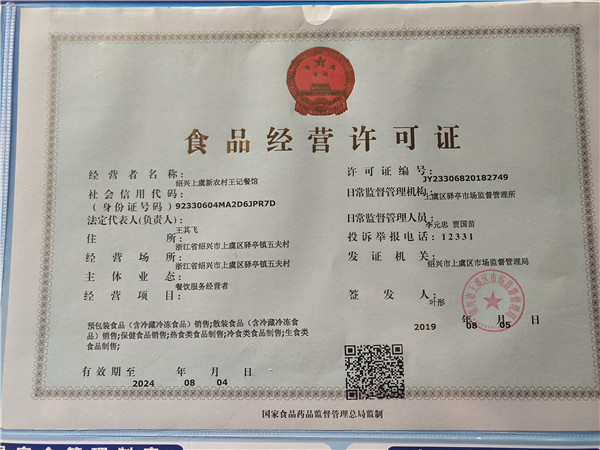 食品经营许可证
经营者名称：
绍兴上虞新农村王记餐馆
社会信用代码：
（身份证号码）
92330604MA2D6JPR7D
法定代表人(负责人)：
王其飞
住所：
浙江省绍兴市上虞区驿亭镇五夫村
经营场所：
浙江省绍兴市上虞区驿亭镇五夫村
主体业态：
餐饮服务经营者
经营项目：
预包装食品（含冷藏冷冻食品）销售;散装食品（含冷藏冷冻食
品）销售;保健食品销售;热食类食品制售;冷食类食品制售;生食类
食品制售;
有效期至 年 月 日
2024 08 04
许可证编号：
JY23306820182749
日常监督管理机构：
上虞区驿亭市场监督管理所
日常监督管理人员：
李元忠 贾国苗
投诉举报电话：12331
发证机关：
绍兴市上虞区市场监督管理局
签发人：
叶彤
年 月 日
2019 08 05
国家食品药品监督管理总局监制